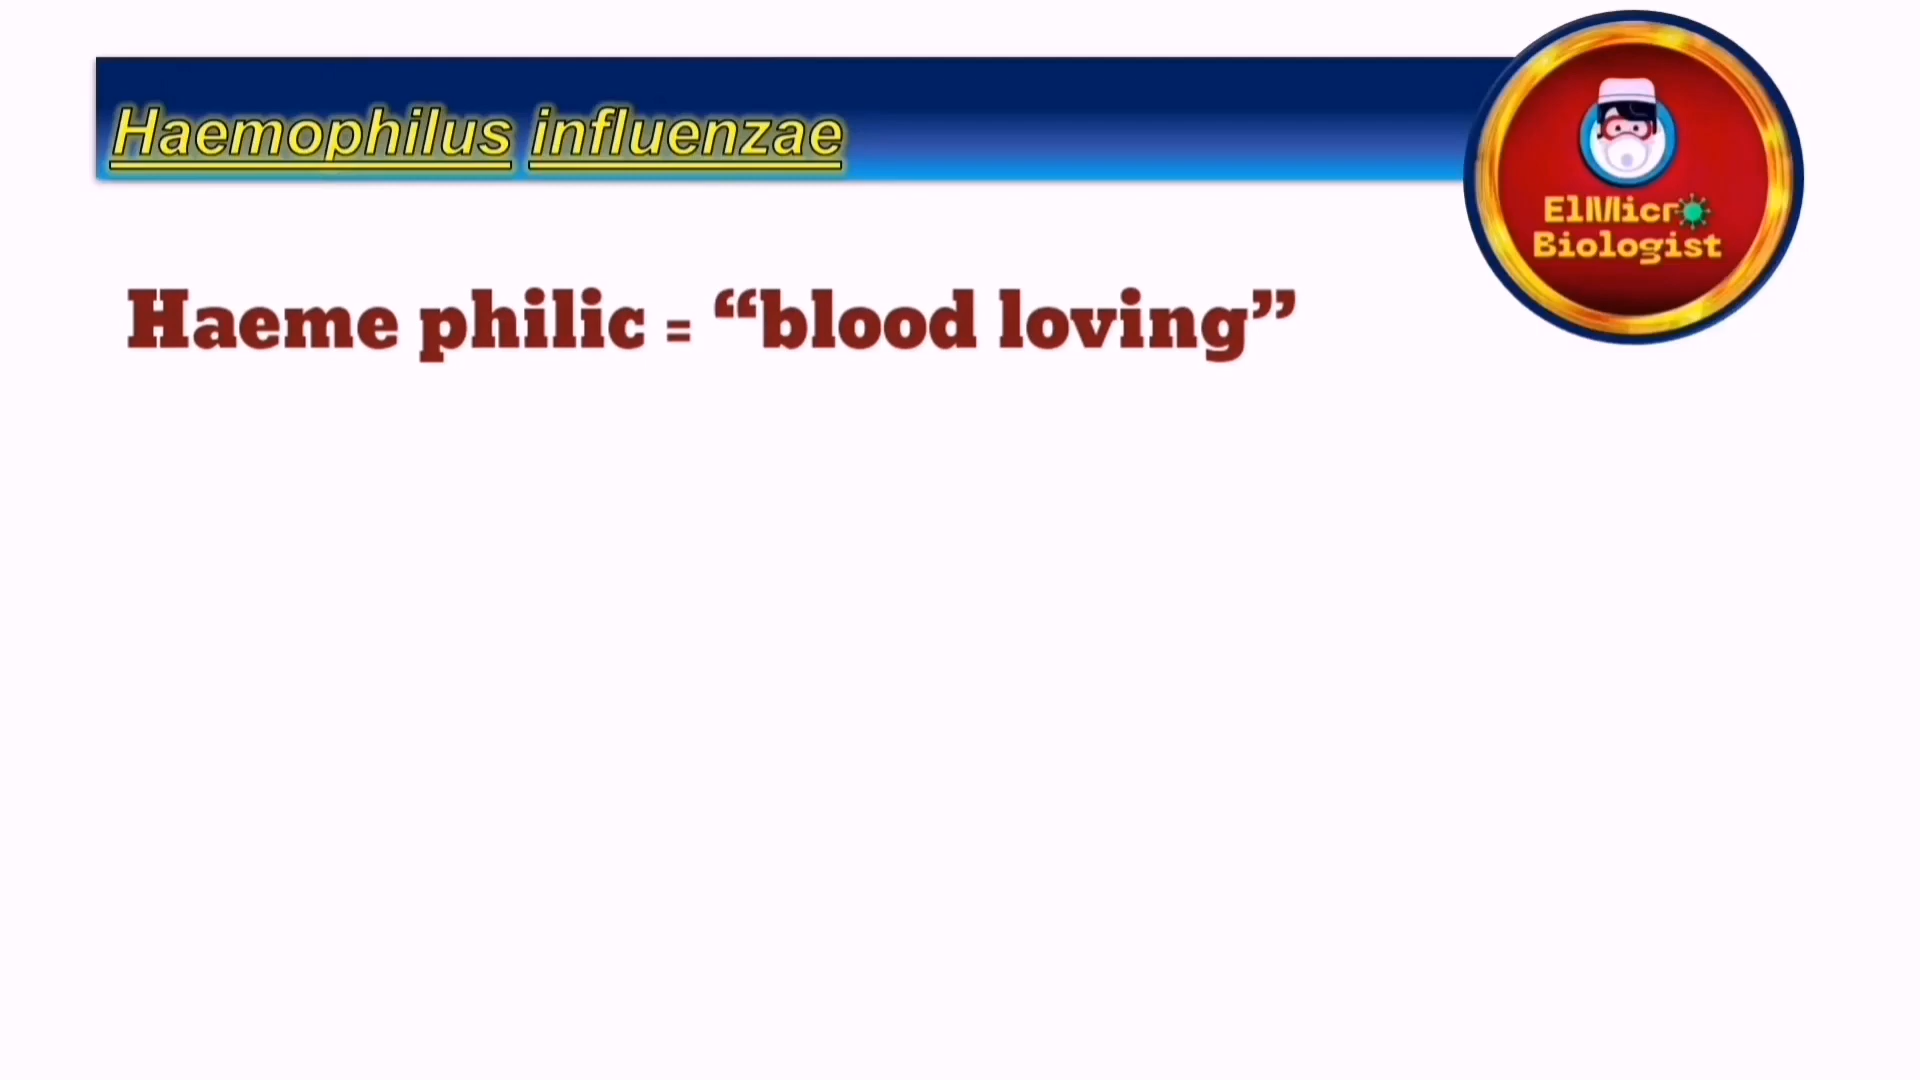 Haemophilus influenzae
ElMicro
Biologist
Haeme philic = “blood loving”